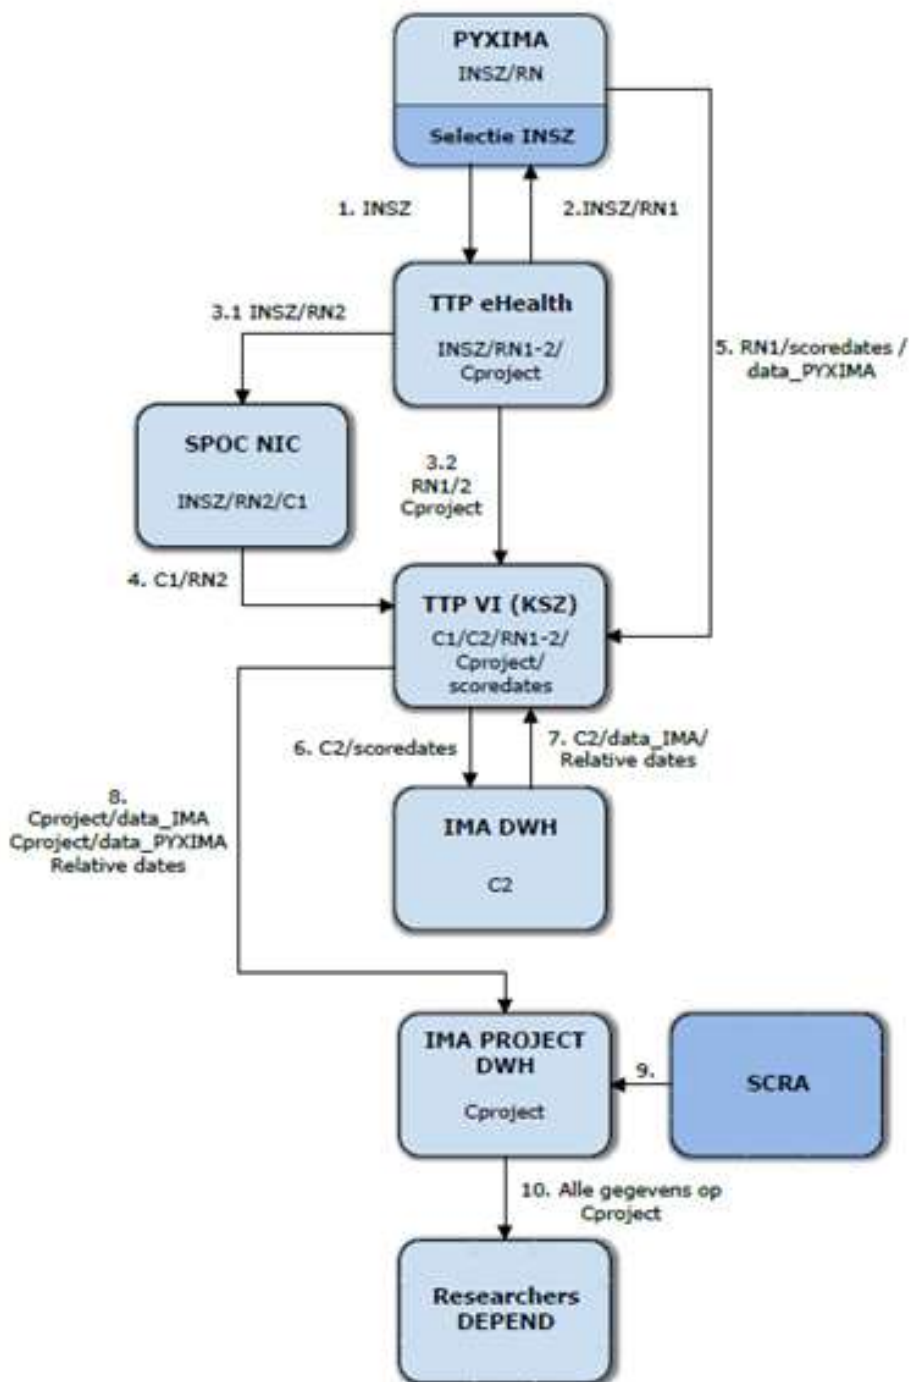 PYXIMA
INSZ/RN
Selectie INSZ
1. INSZ
2.INSZ/RN1
TTP eHealth
INSZ/RN1-2/
Cproject
3.1 INSZ/RN2
5. RN1/scoredates /
data_PYXIMA
SPOC NIC
INSZ/RN2/C1
3.2
RN1/2
Cproject
4. C1/RN2
TTP VI (KSZ)
C1/C2/RN1-2/
Cproject/
scoredates
6. C2/scoredates
7. C2/data_IMA/
Relative dates
8.
Cproject/data_IMA
Cproject/data_PYXIMA
Relative dates
IMA DWH
C2
IMA PROJECT
DWH
Cproject
9.
SCRA
10. Alle gegevens op
Cproject
Researchers
DEPEND